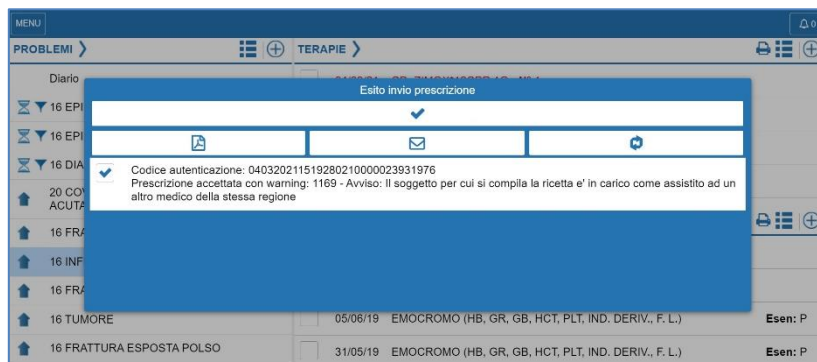 MENU
0
PROBLEMI
TERAPIE
Diario
Esito invio prescrizione
16 EPI
16 EPI
16 DIA
Codice autenticazione: 040320211519280210000023931976
Prescrizione accettata con warning: 1169 - Avviso: Il soggetto per cui si compila la ricetta e' in carico come assistito ad un
altro medico della stessa regione
20 CO
ACUTA
16 FRA
16 INF
16 FRA
16 TUMORE
05/06/19 EMOCROMO (HB, GR, GB, HCT, PLT, IND. DERIV., F. L.) Esen: P
16 FRATTURA ESPOSTA POLSO
31/05/19 EMOCROMO (HB, GR, GB, HCT, PLT, IND. DERIV., F. L.) Esen: P